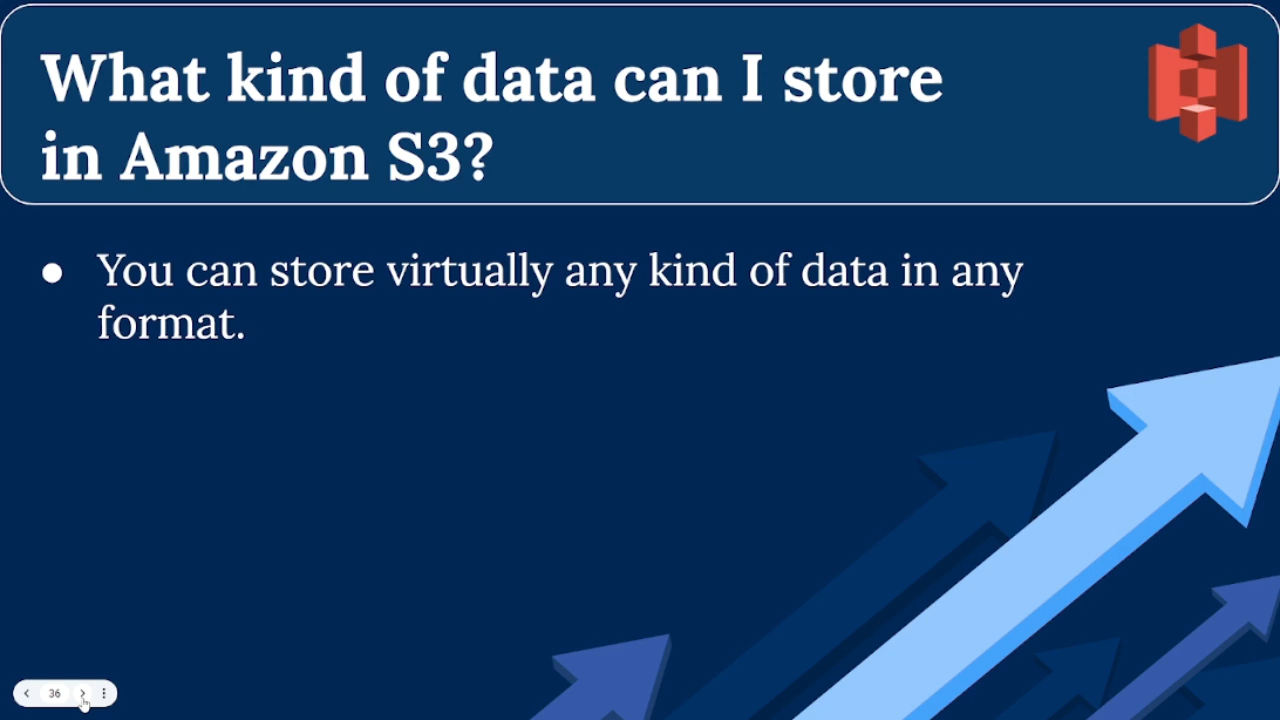 What kind of data can I store
in Amazon S3?
● You can store virtually any kind of data in any
format.
36